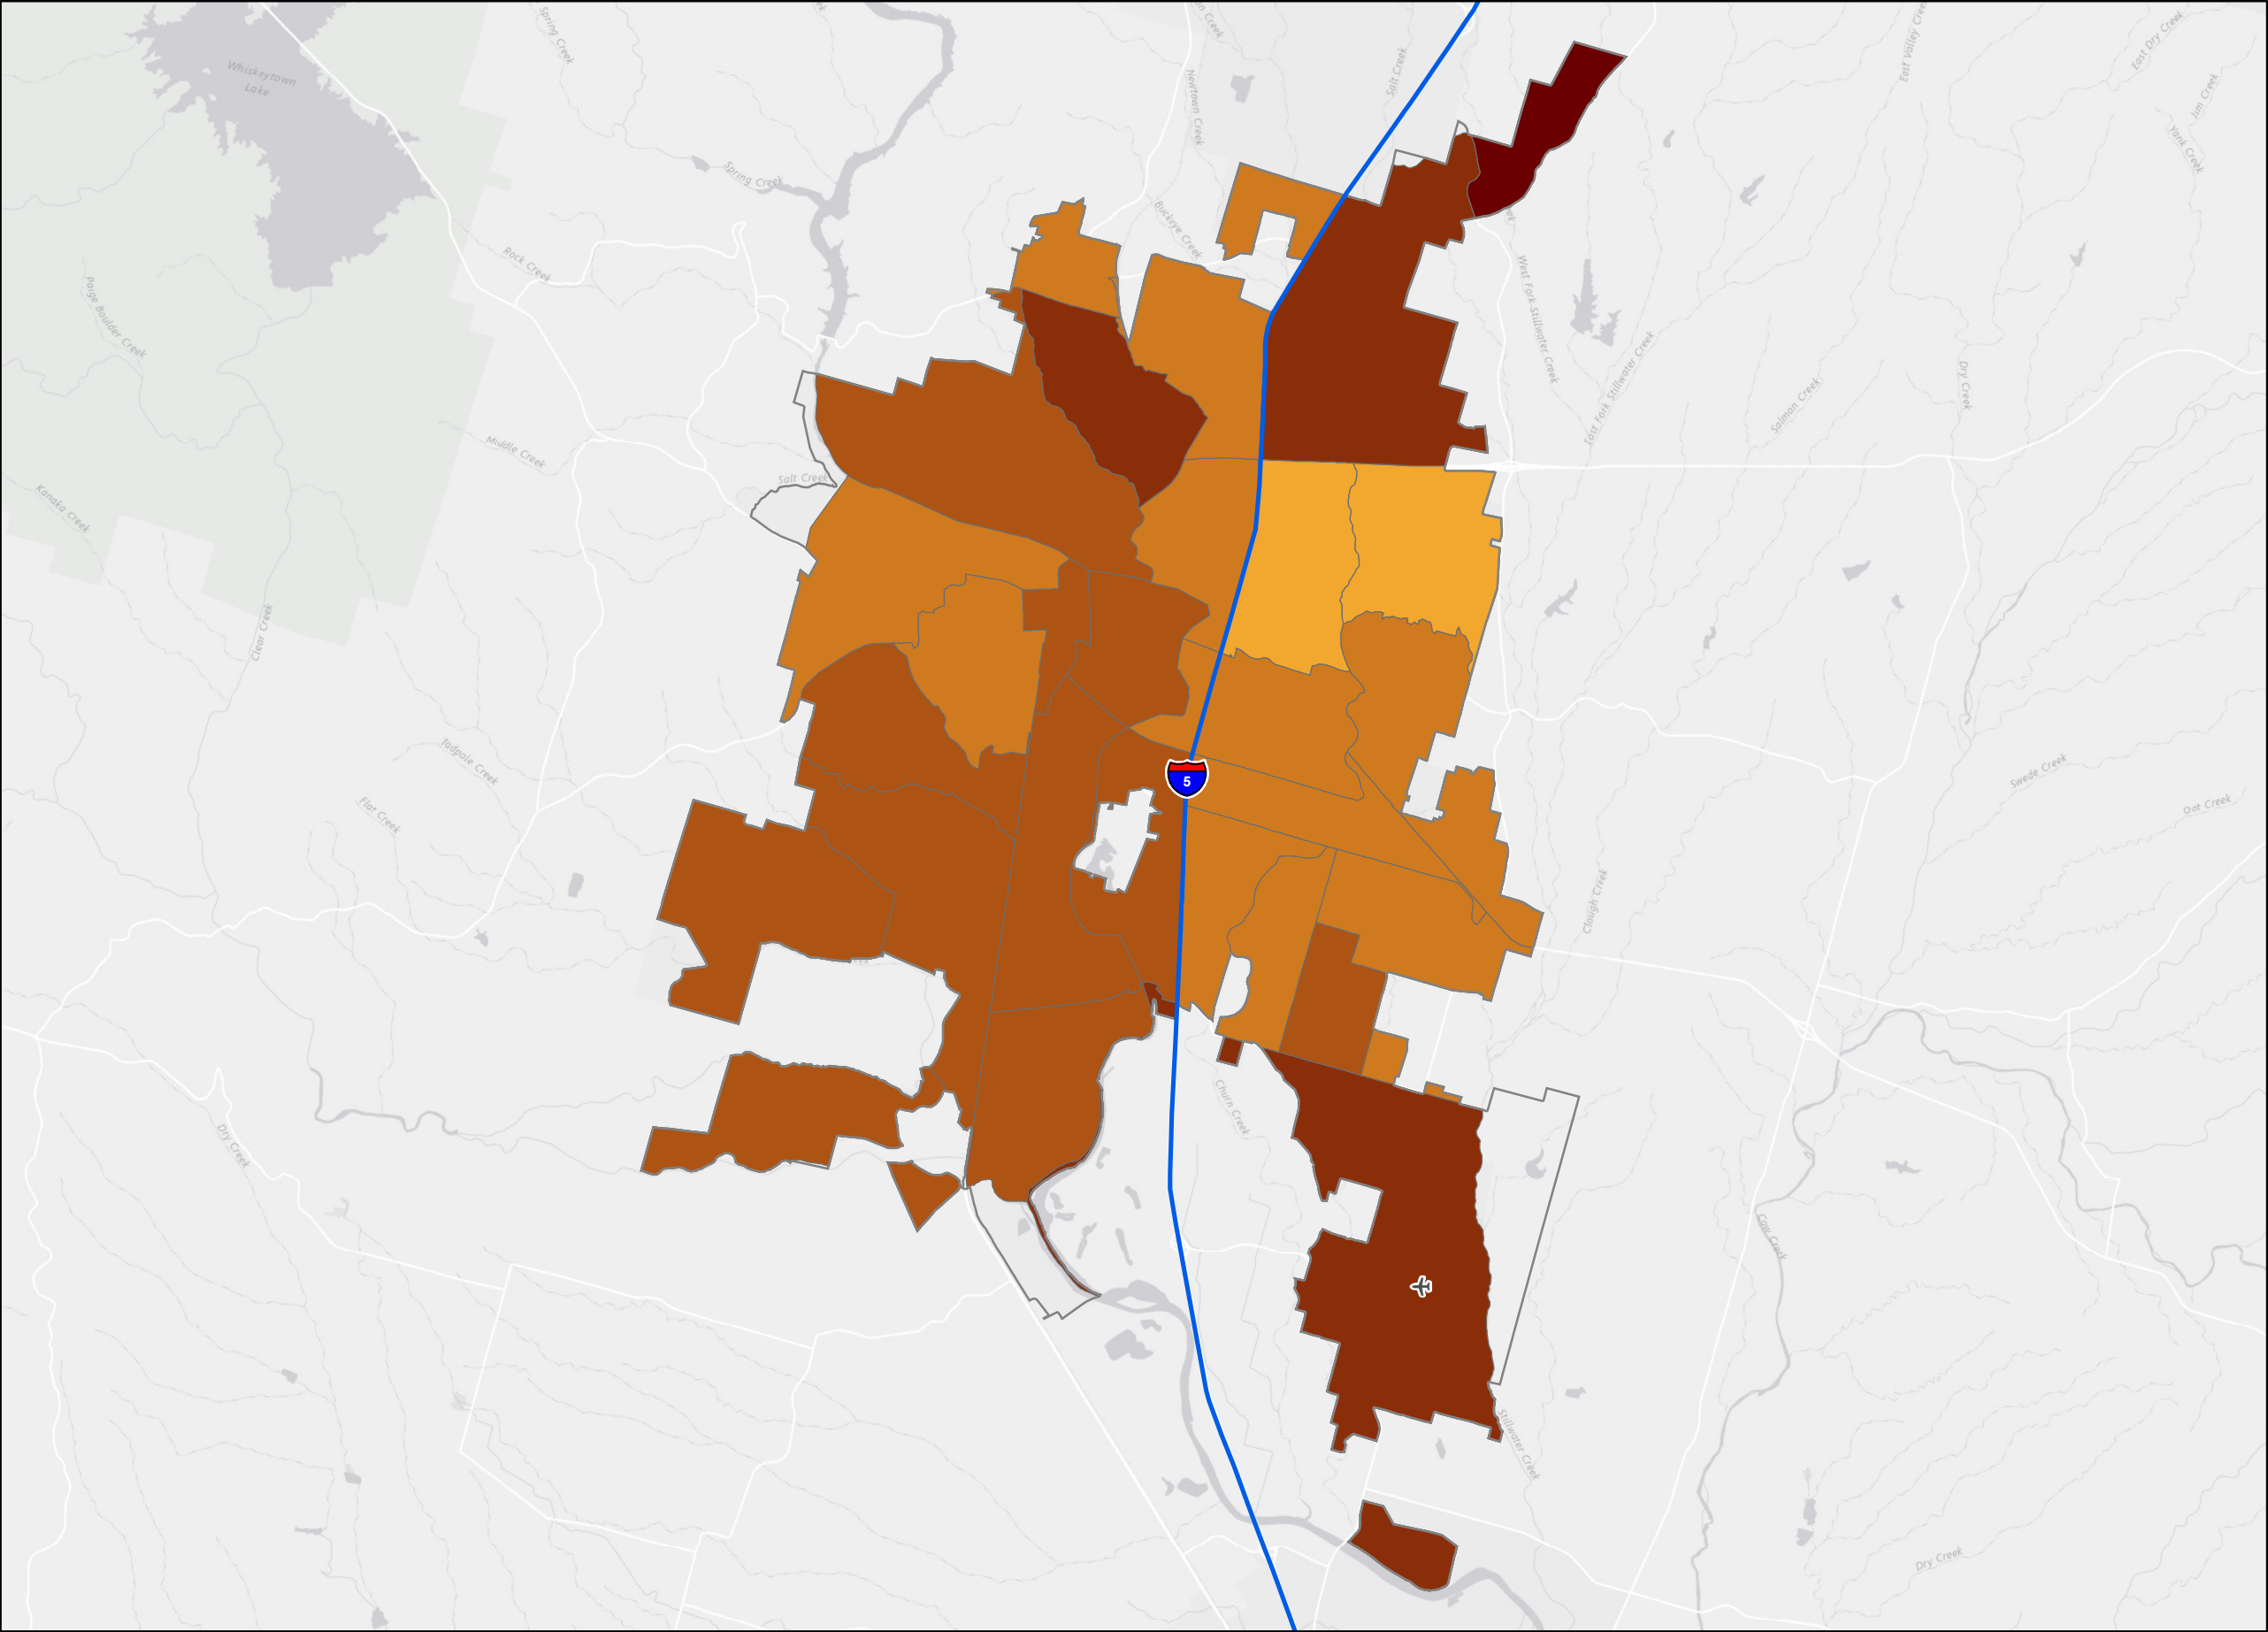 Spring Creek
Newtown Creek
Salt Creek
East Valley Creek
East Dry Creek
Jim Creek
Yank Creek
Whiskeytown
Lake
Spring Creek
Buckeye Creek
Rock Creek
Paige Boulder Creek
West Fork Stillwater Creek
East Fork Stillwater Creek
Salmon Creek
Dry Creek
Middle Creek
Salt Creek
Kanaka Creek
Clear Creek
Tadpole Creek
Flat Creek
5
Swede Creek
Oat Creek
Clough Creek
Churn Creek
Dry Creek
Cow Creek
Stillwater Creek
Dry Creek